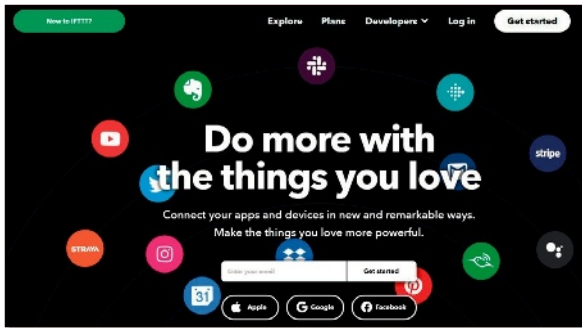 New to IFTTT?
Explore Plans Developers Log in Get started
Do more with
the things you love
Connect your apps and devices in new and remarkable ways.
Make the things you love more powerful.
stripe
STRAVA
31
Enter your email Get started
Apple Google Facebook